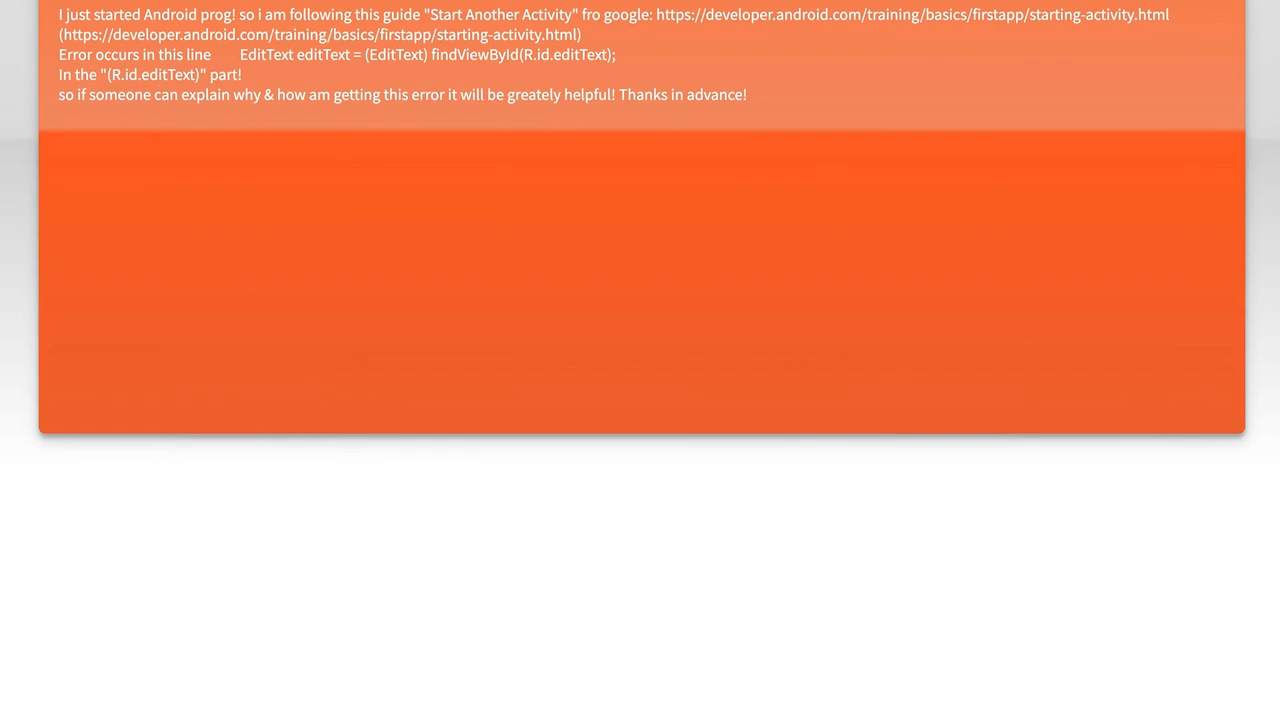 I just started Android prog! so i am following this guide "Start Another Activity" fro google: https://developer.android.com/training/basics/firstapp/starting-activity.html
(https://developer.android.com/training/basics/firstapp/starting-activity.html)
Error occurs in this line       EditText editText = (EditText) findViewById(R.id.editText);
In the "(R.id.editText)" part!
so if someone can explain why & how am getting this error it will be greately helpful! Thanks in advance!